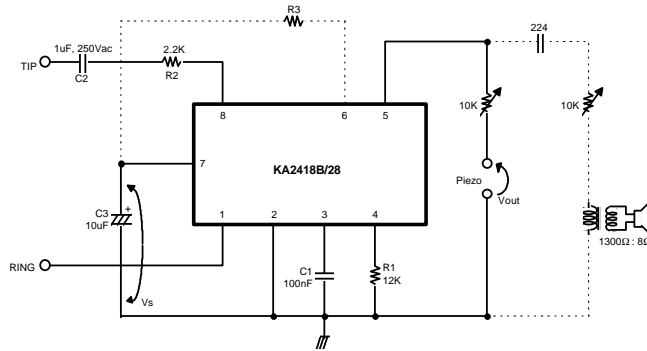 R3
1uF, 250Vac
2.2K
224
TIP
C2
R2
8
6
5
10K
10K
7
KA2418B/28
Piezo
Vout
C3
10uF
+
1
2
3
4
1300Ω : 8Ω
RING
C1
100nF
R1
12K
Vs